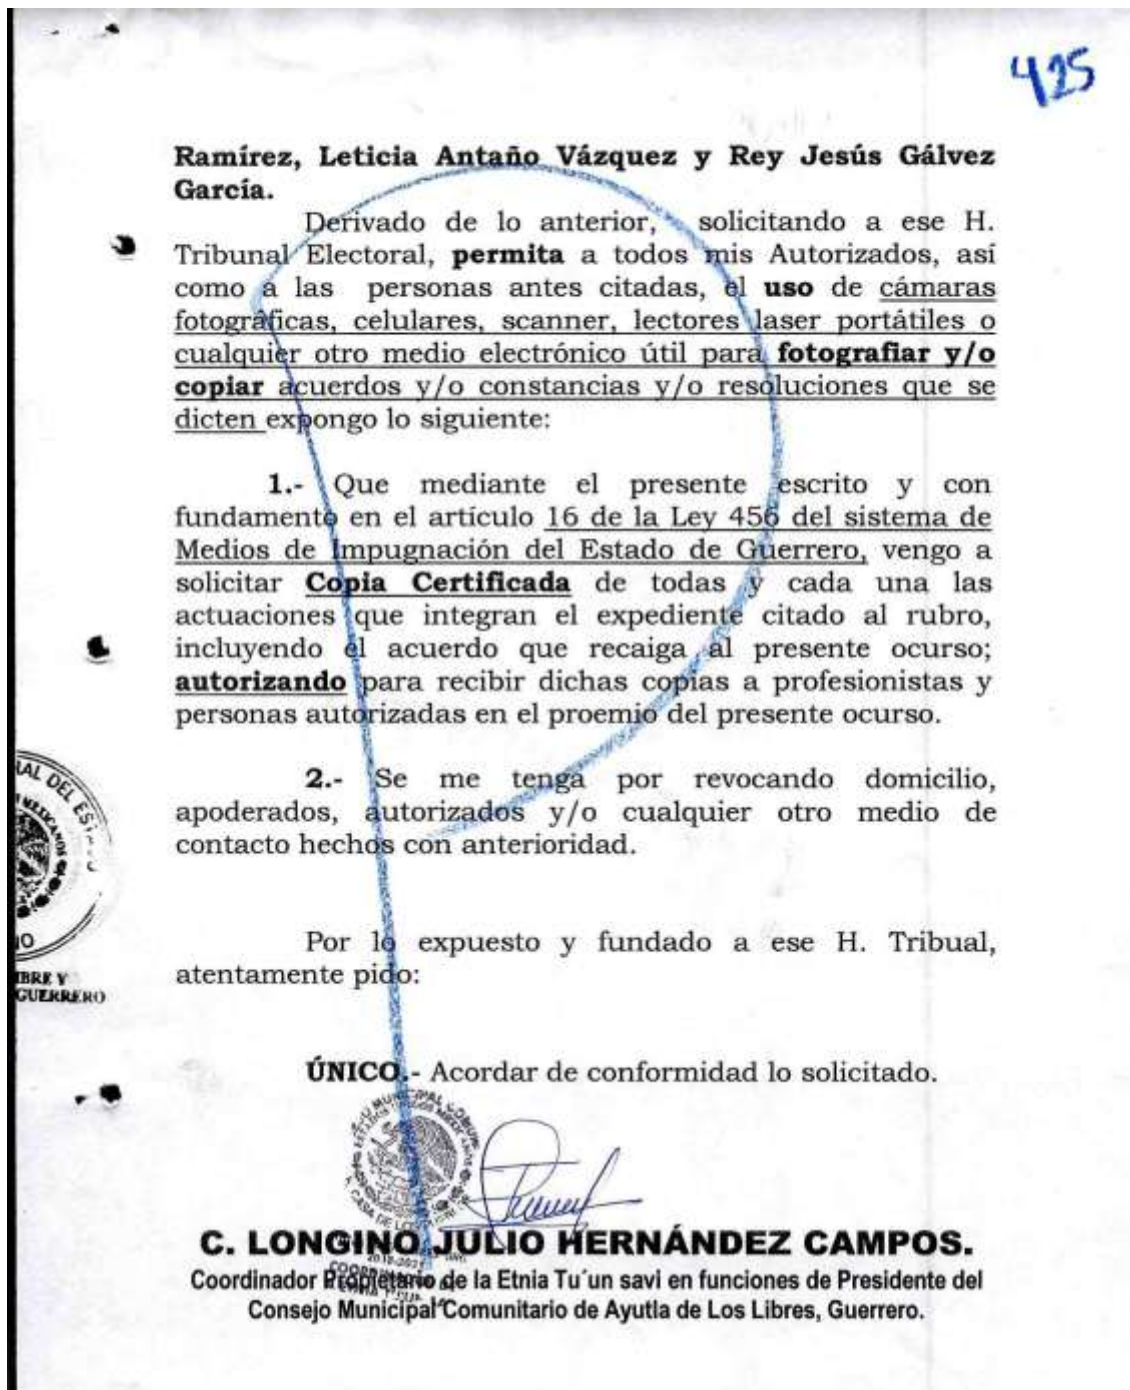 425
Ramírez, Leticia Antaño Vázquez y Rey Jesús Gálvez
García.
Derivado de lo anterior, solicitando a ese H.
Tribunal Electoral, permita a todos mis Autorizados, así
como a las personas antes citadas, el uso de cámaras
fotográficas, celulares, scanner, lectores laser portátiles o
cualquier otro medio electrónico útil para fotografiar y/o
copiar acuerdos y/o constancias y/o resoluciones que se
dicten expongo lo siguiente:
1.- Que mediante el presente escrito y con
fundamento en el artículo 16 de la Ley 456 del sistema de
Medios de Impugnación del Estado de Guerrero, vengo a
solicitar Copia Certificada de todas y cada una las
actuaciones que integran el expediente citado al rubro,
incluyendo el acuerdo que recaiga al presente ocurso;
autorizando para recibir dichas copias a profesionistas y
personas autorizadas en el proemio del presente ocurso.
2.- Se me tenga por revocando domicilio,
apoderados, autorizados y/o cualquier otro medio de
contacto hechos con anterioridad.
AL DEL ES
MEXICANOS
IBRE Y
GUERRERO
Por lo expuesto y fundado a ese H. Tribual,
atentamente pido:
ÚNICO.- Acordar de conformidad lo solicitado.
C. LONGINO JULIO HERNÁNDEZ CAMPOS.
Coordinador Propietario de la Etnia Tu´un savi en funciones de Presidente del
Consejo Municipal Comunitario de Ayutla de Los Libres, Guerrero.